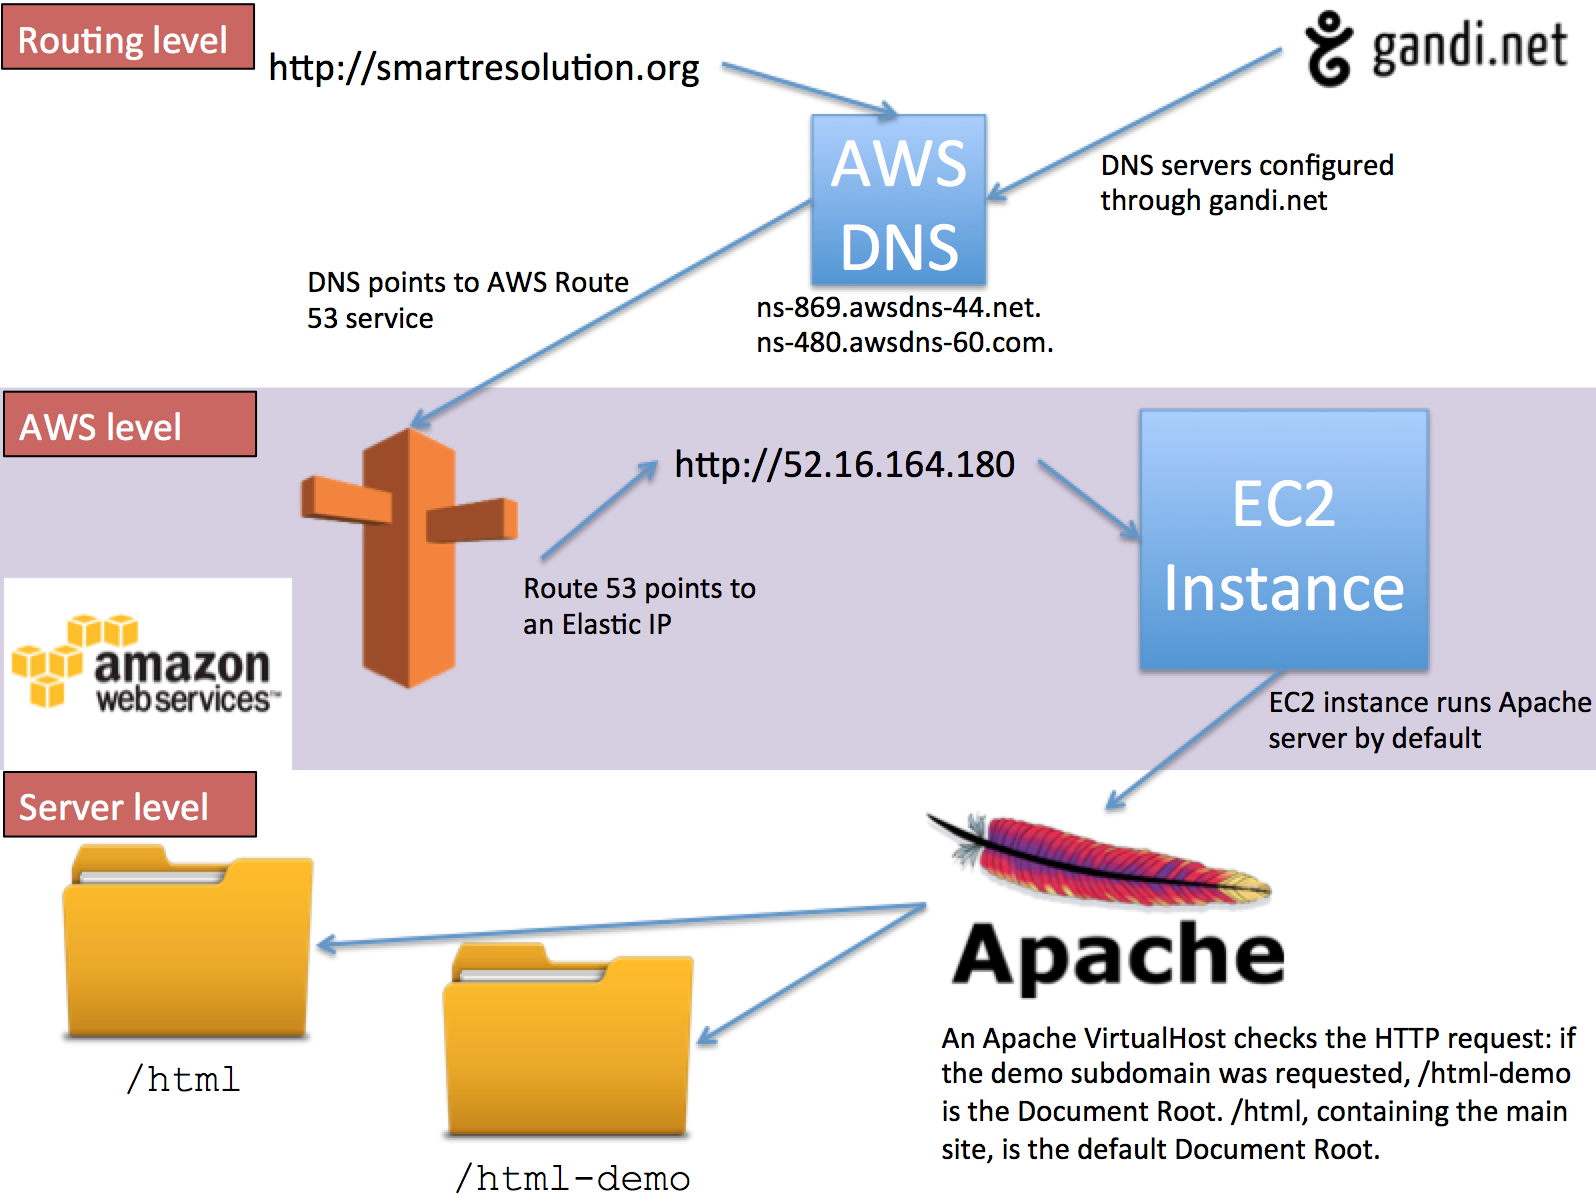 Routing level
http://smartresolution.org
gandi.net
AWS
DNS
DNS servers configured
through gandi.net
DNS points to AWS Route
53 service
ns-869.awsdns-44.net.
ns-480.awsdns-60.com.
AWS level
http://52.16.164.180
EC2
Instance
Route 53 points to
an Elastic IP
amazon
webservices™
EC2 instance runs Apache
server by default
Server level
Apache
An Apache VirtualHost checks the HTTP request: if
the demo subdomain was requested, /html-demo
is the Document Root. /html, containing the main
site, is the default Document Root.
/html
/html-demo